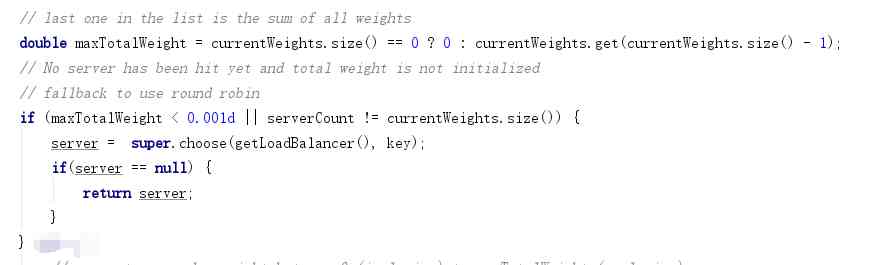 // last one in the list is the sum of all weights
double maxTotalWeight = currentWeights.size() == 0 ? 0 : currentWeights.get(currentWeights.size() - 1);
// No server has been hit yet and total weight is not initialized
// fallback to use round robin
if (maxTotalWeight < 0.001d || serverCount != currentWeights.size()) {
server = super.choose(getLoadBalancer(), key);
if(server == null) {
return server;
}
}